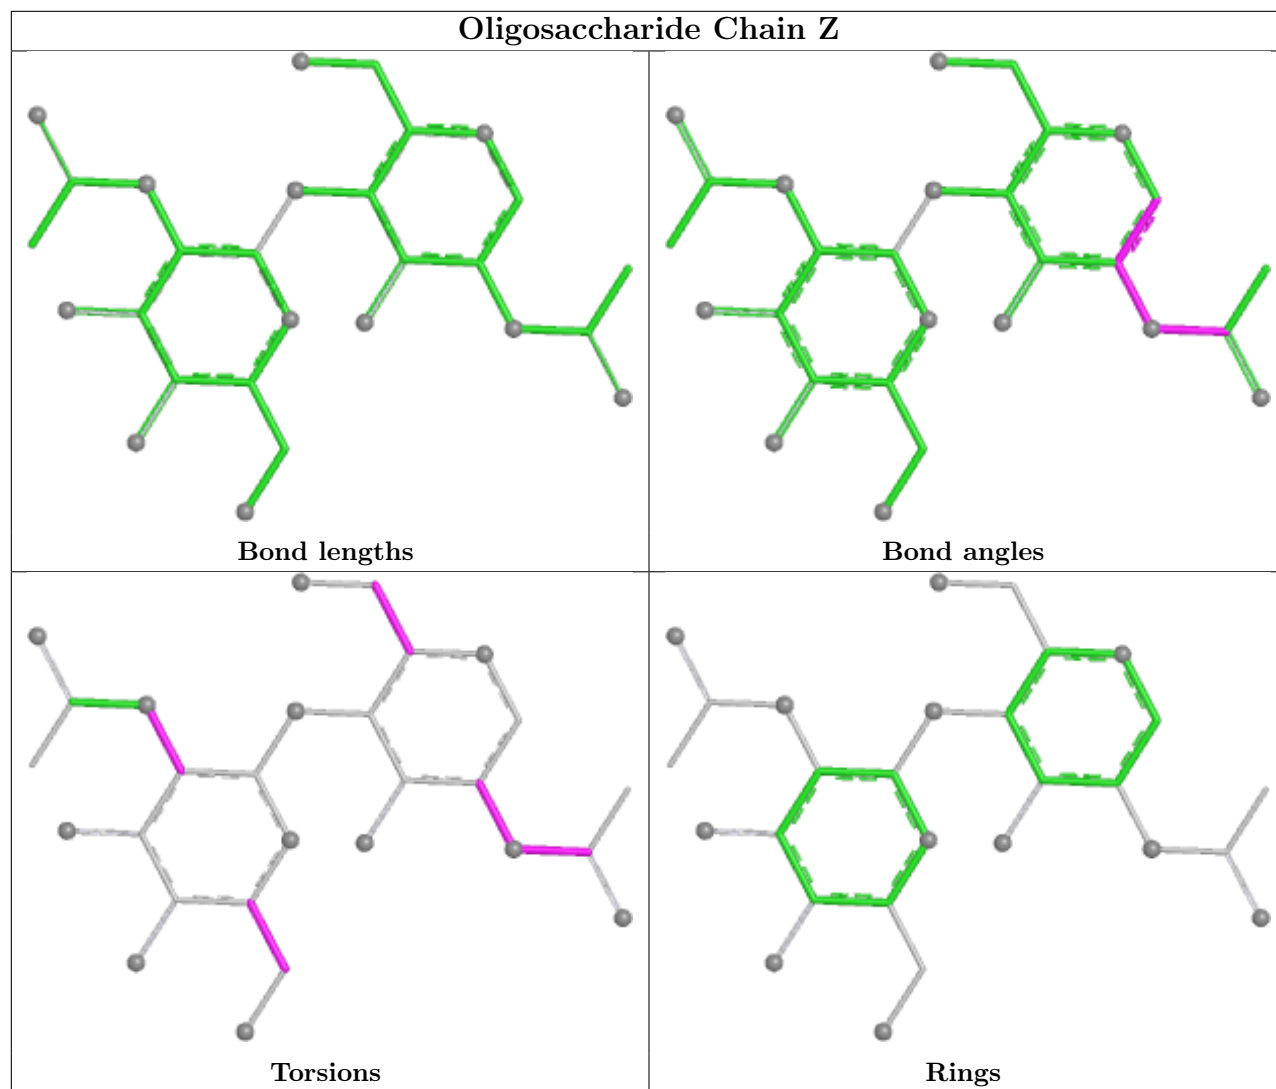 Oligosaccharide Chain Z
Bond lengths
Bond angles
Torsions
Rings